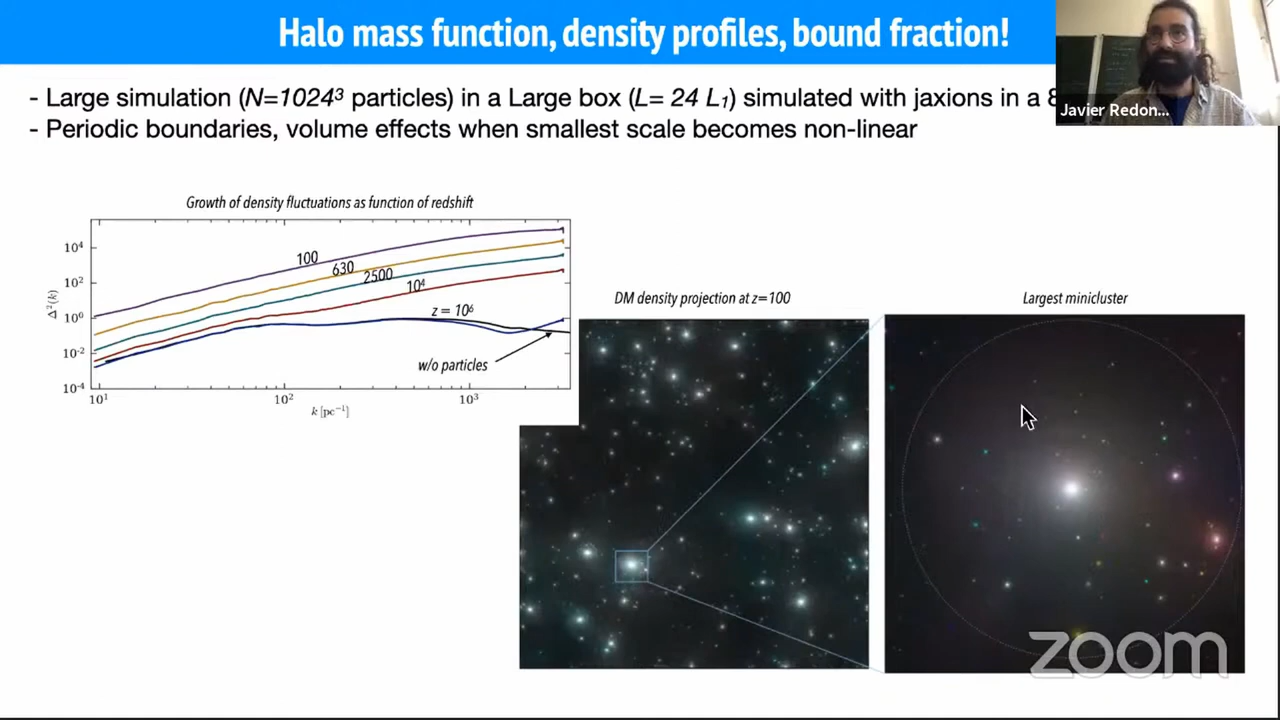 Halo mass function, density profiles, bound fraction!
- Large simulation (N=1024³ particles) in a Large box (L= 24 L₁) simulated with jaxions in a
Javier Redon...
- Periodic boundaries, volume effects when smallest scale becomes non-linear
Growth of density fluctuations as function of redshift
10⁴
10²
10⁰
10⁻²
10⁻⁴
Δ²(k)
100
630
2500
10⁴
z = 10⁶
w/o particles
10¹
10²
10³
k [pc⁻¹]
DM density projection at z=100
Largest minicluster
zoom